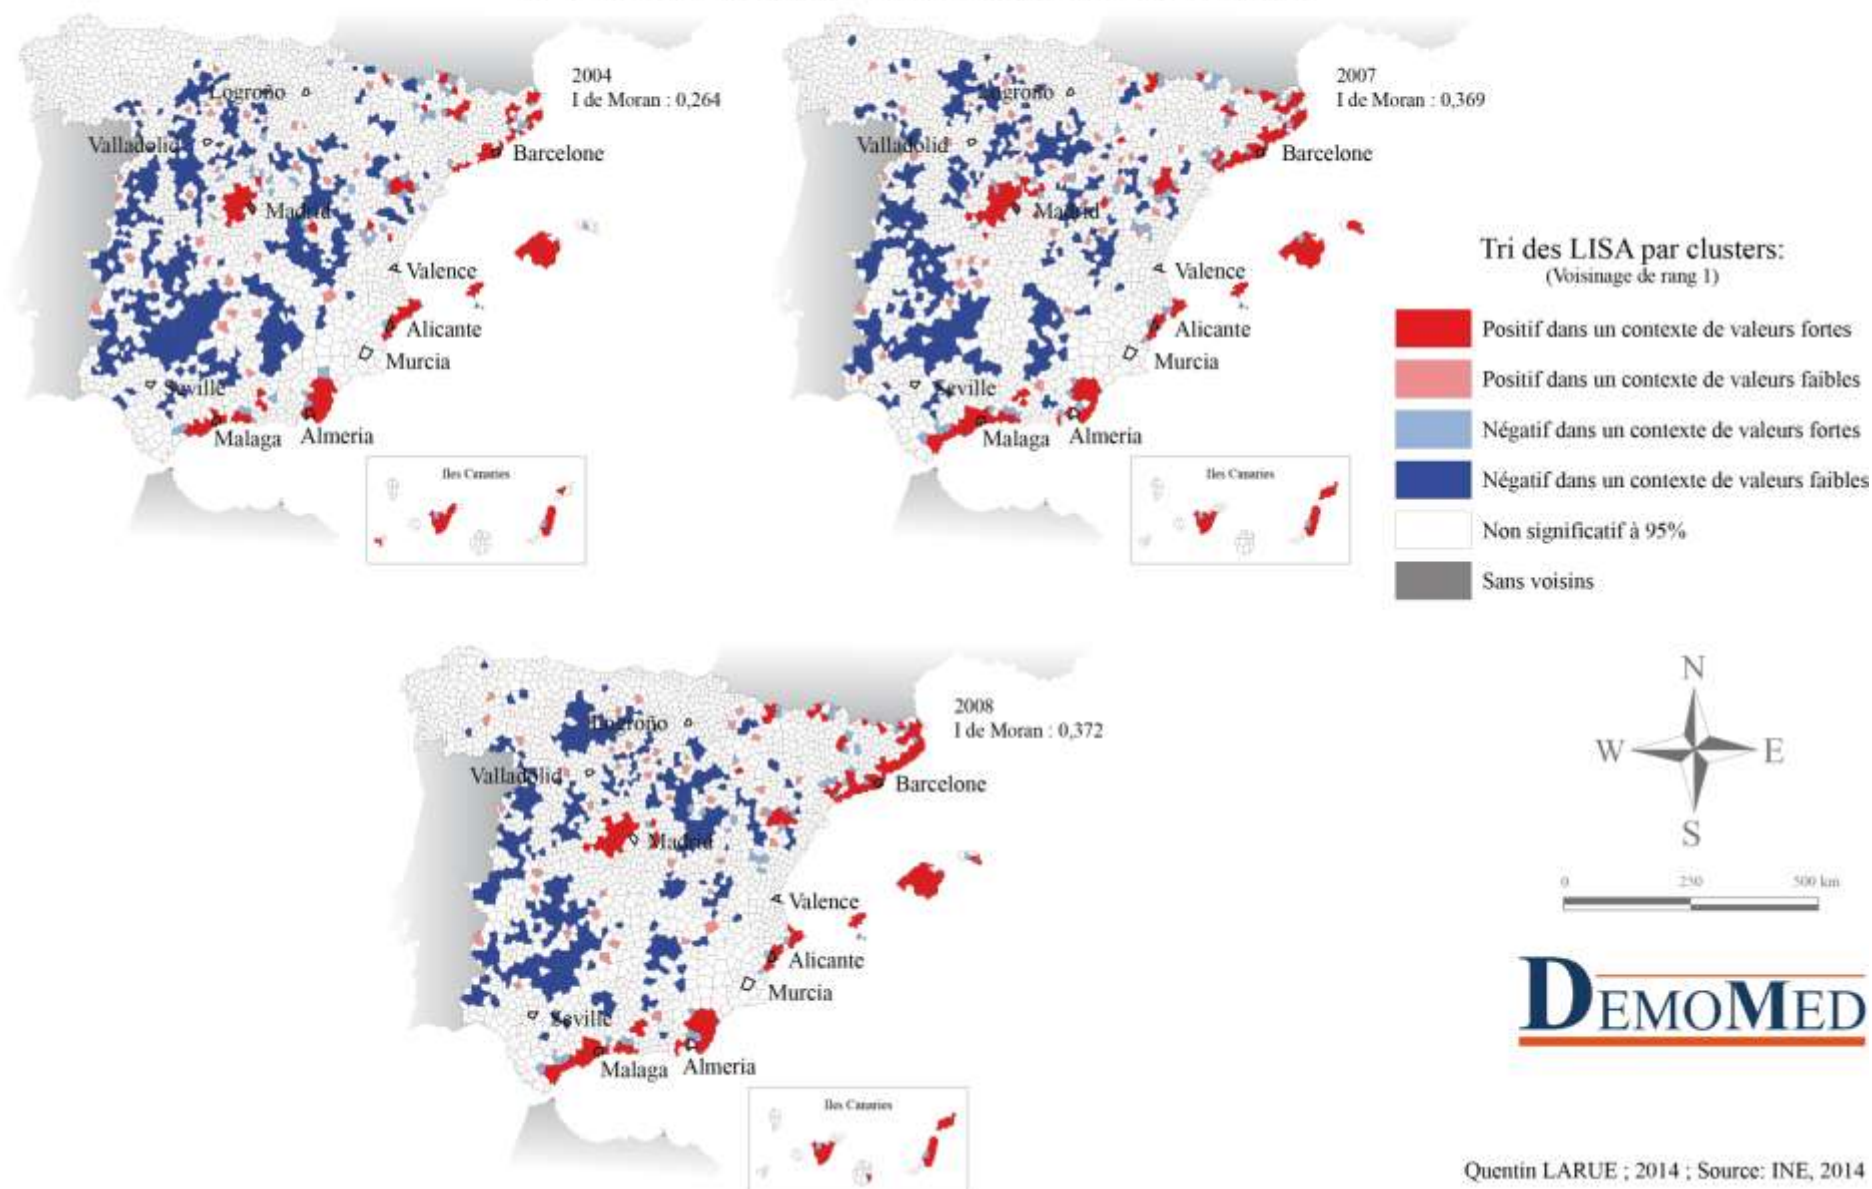 2004
I de Moran : 0,264
Logroño
Valladolid
Barcelone
Madrid
Valence
Alicante
Murcia
Seville
Malaga
Almeria
Iles Canaries
2007
I de Moran : 0,369
Logroño
Valladolid
Barcelone
Madrid
Valence
Alicante
Murcia
Seville
Malaga
Almeria
Iles Canaries
Tri des LISA par clusters:
(Voisinage de rang 1)
Positif dans un contexte de valeurs fortes
Positif dans un contexte de valeurs faibles
Négatif dans un contexte de valeurs fortes
Négatif dans un contexte de valeurs faibles
Non significatif à 95%
Sans voisins
2008
I de Moran : 0,372
Logroño
Valladolid
Barcelone
Madrid
Valence
Alicante
Murcia
Seville
Malaga
Almeria
Iles Canaries
N
W E
S
0 250 500 km
DEMOMED
Quentin LARUE ; 2014 ; Source: INE, 2014